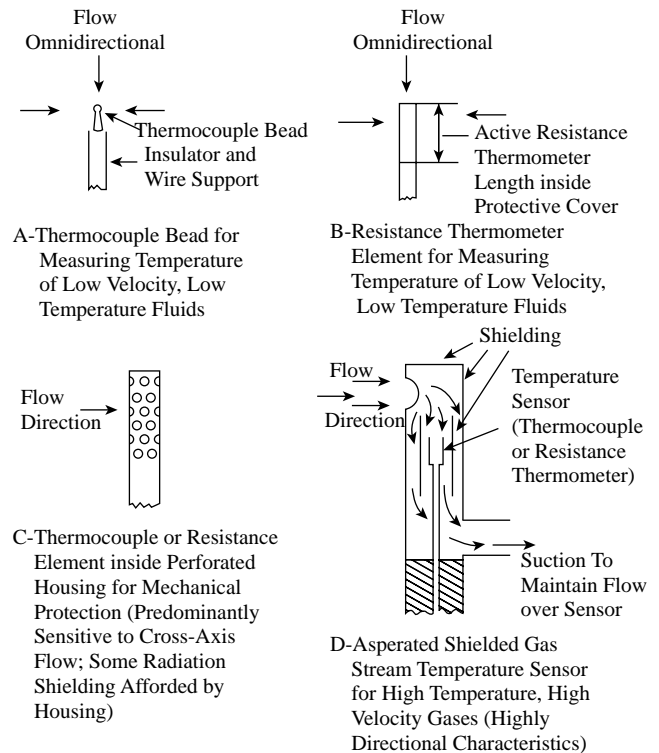 Flow
Omnidirectional
Thermocouple Bead
Insulator and
Wire Support
A-Thermocouple Bead for
Measuring Temperature
of Low Velocity, Low
Temperature Fluids
Flow
Omnidirectional
Active Resistance
Thermometer
Length inside
Protective Cover
B-Resistance Thermometer
Element for Measuring
Temperature of Low Velocity,
Low Temperature Fluids
Flow
Direction
C-Thermocouple or Resistance
Element inside Perforated
Housing for Mechanical
Protection (Predominantly
Sensitive to Cross-Axis
Flow; Some Radiation
Shielding Afforded by
Housing)
Shielding
Flow
Direction
Temperature
Sensor
(Thermocouple
or Resistance
Thermometer)
Suction To
Maintain Flow
over Sensor
D-Asperated Shielded Gas
Stream Temperature Sensor
for High Temperature, High
Velocity Gases (Highly
Directional Characteristics)